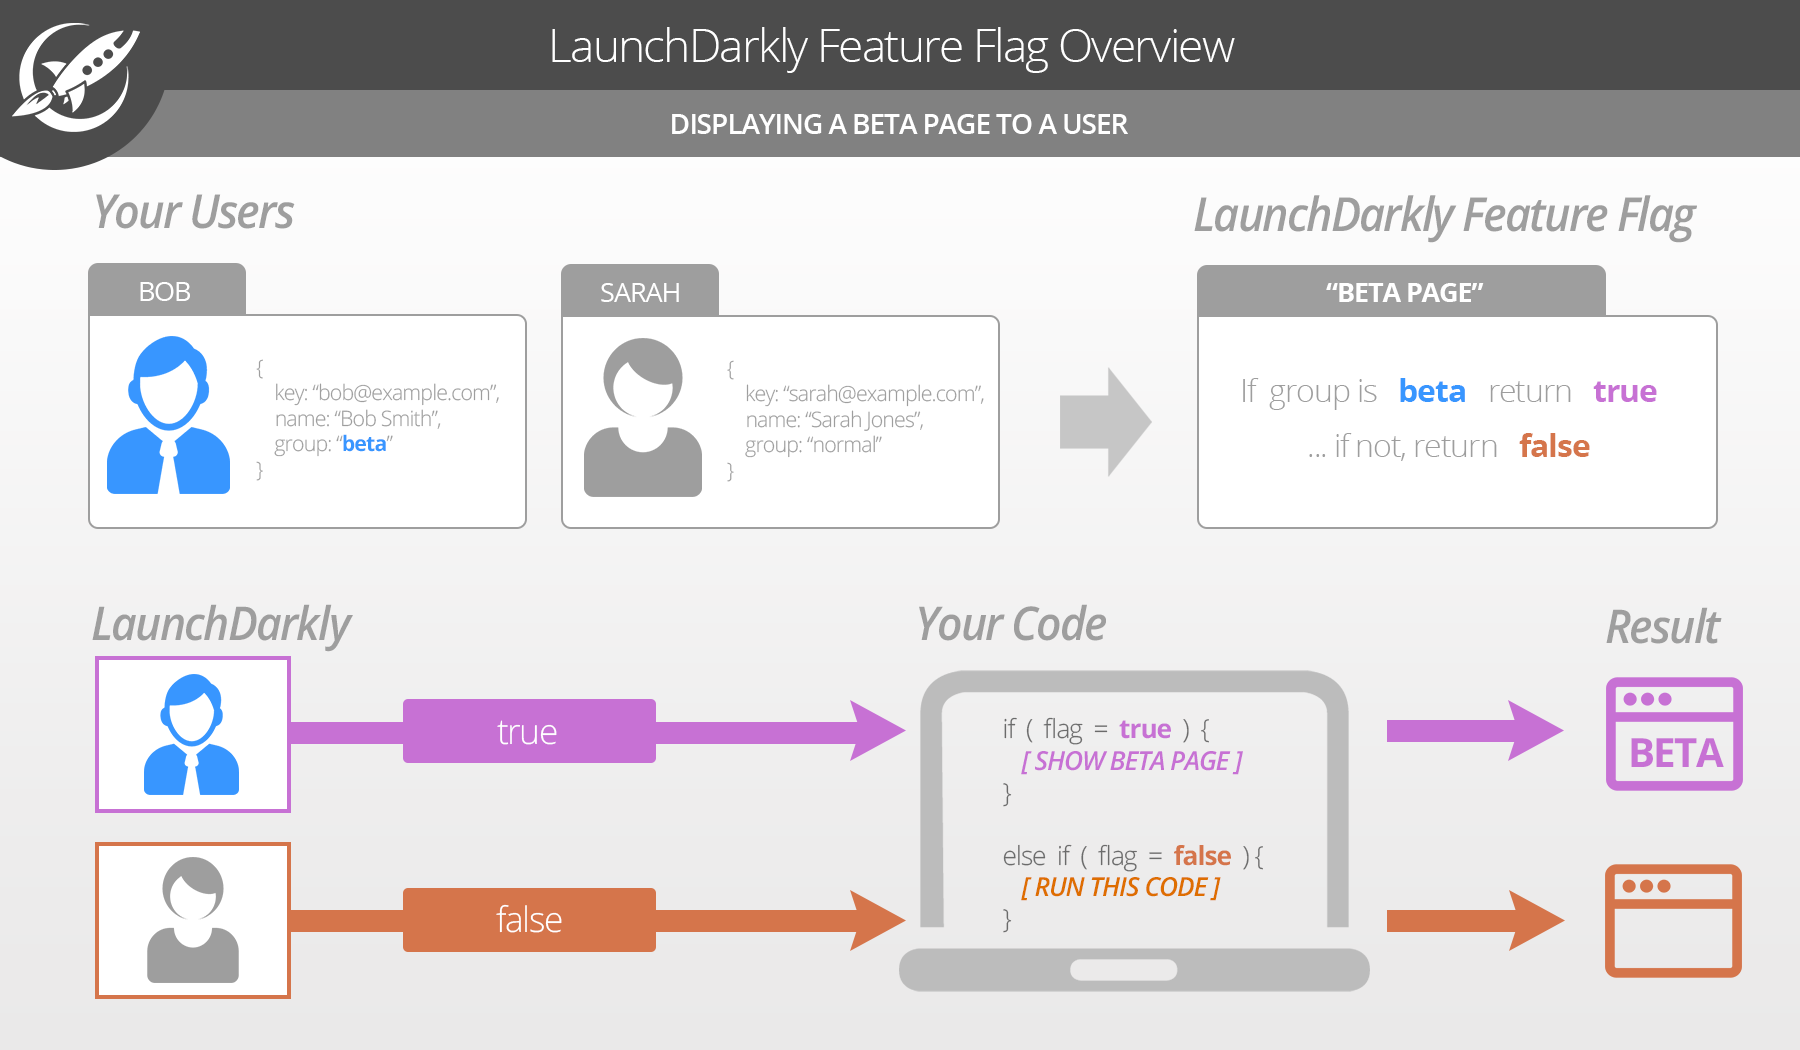 LaunchDarkly Feature Flag Overview
DISPLAYING A BETA PAGE TO A USER
Your Users
LaunchDarkly Feature Flag
BOB
{
key: “bob@example.com”,
name: “Bob Smith”,
group: “beta”
}
SARAH
{
key: “sarah@example.com”,
name: “Sarah Jones”,
group: “normal”
}
“BETA PAGE”
If group is beta return true
... if not, return false
LaunchDarkly
Your Code
Result
true
false
if ( flag = true ) {
[ SHOW BETA PAGE ]
}
else if ( flag = false ) {
[ RUN THIS CODE ]
}
BETA